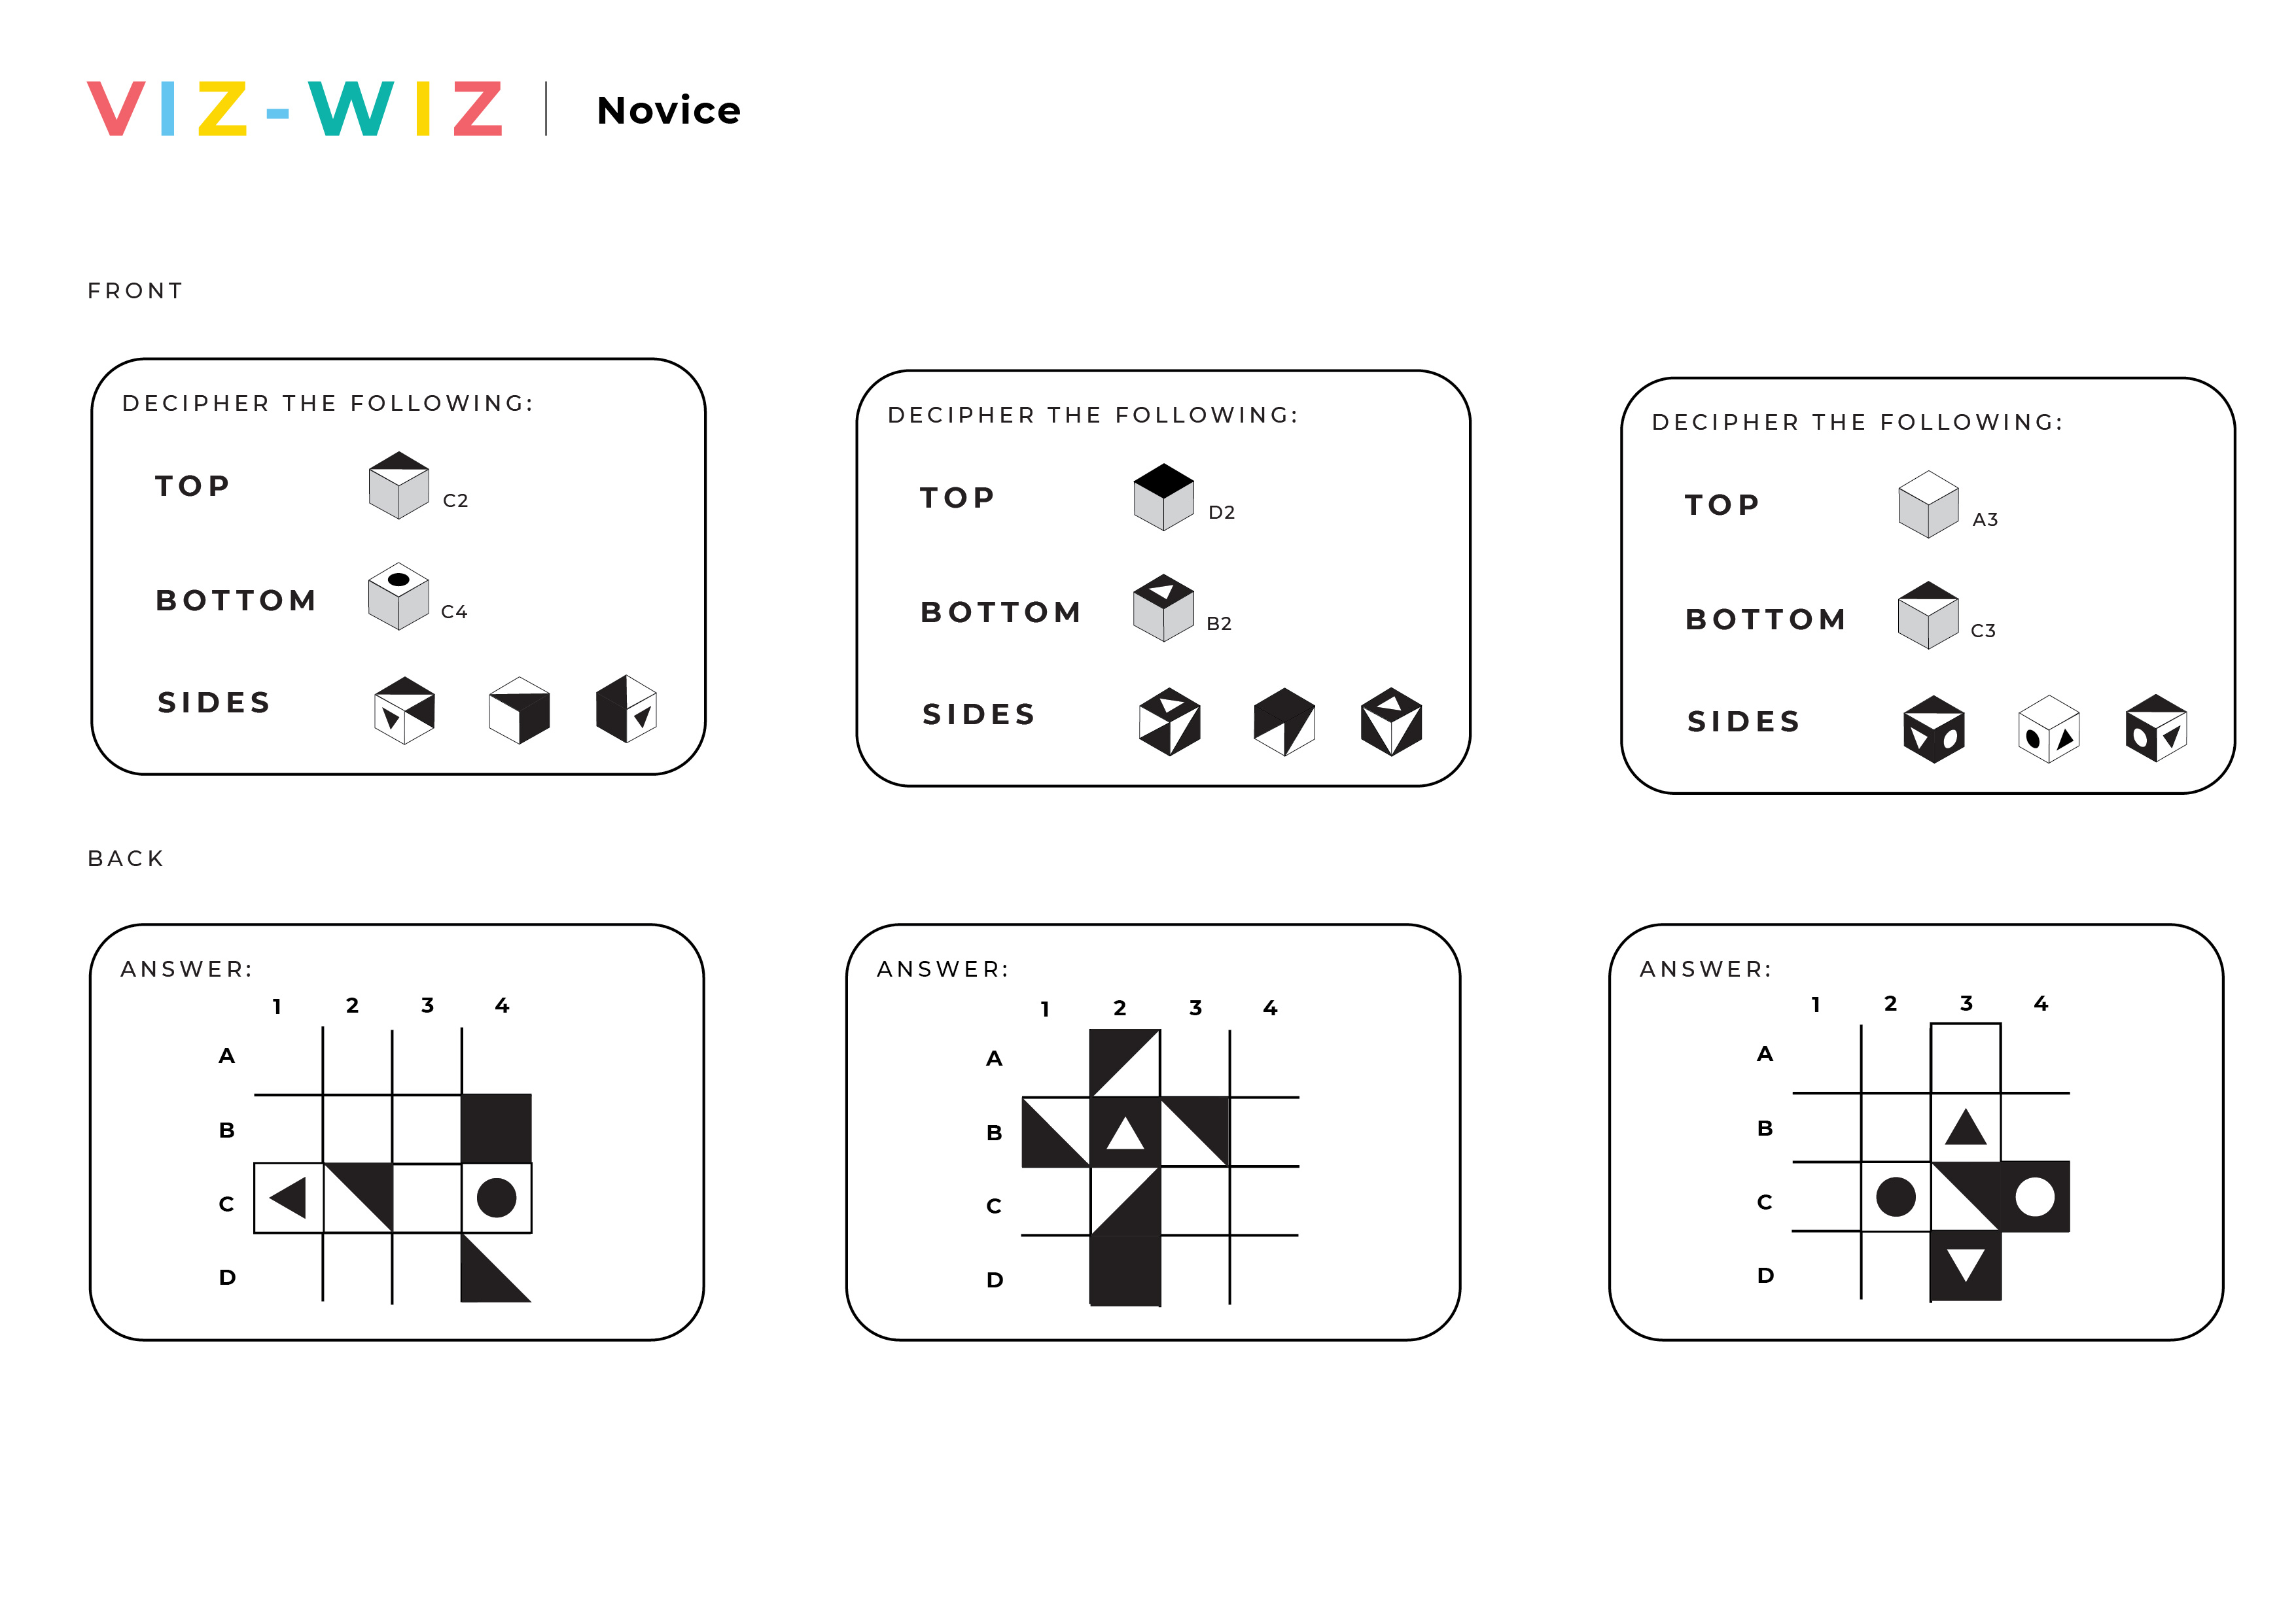 VIZ-WIZ | Novice
FRONT
DECIPHER THE FOLLOWING:
TOP
C2
BOTTOM
C4
SIDES
DECIPHER THE FOLLOWING:
TOP
D2
BOTTOM
B2
SIDES
DECIPHER THE FOLLOWING:
TOP
A3
BOTTOM
C3
SIDES
BACK
ANSWER:
1 2 3 4
A
B
C
D
ANSWER:
1 2 3 4
A
B
C
D
ANSWER:
1 2 3 4
A
B
C
D